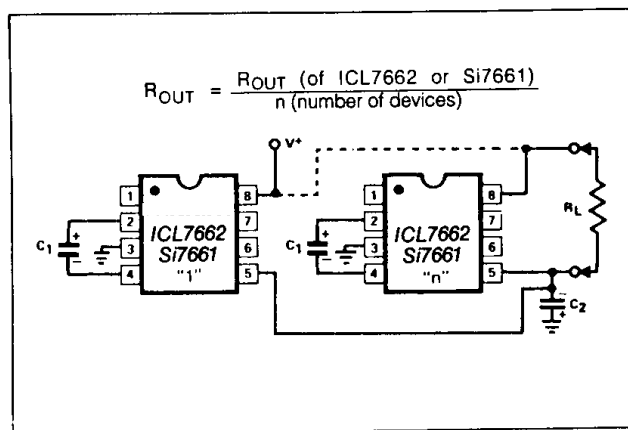 ROUT = ROUT (of ICL7662 or Si7661)
n (number of devices)
V+
1 8
2 7
3 6
4 5
C1 + −
ICL7662
Si7661
"1"
1 8
2 7
3 6
4 5
C1 + −
ICL7662
Si7661
"n"
RL
− C2
+